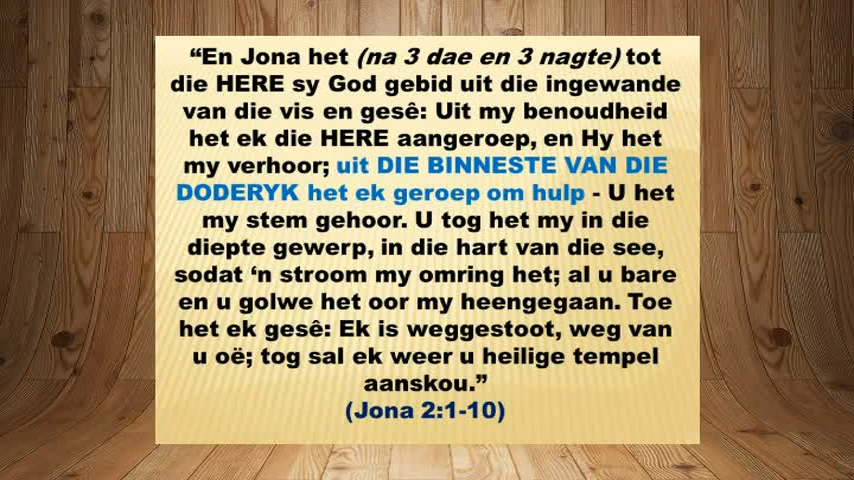 “En Jona het (na 3 dae en 3 nagte) tot
die HERE sy God gebid uit die ingewande
van die vis en gesê: Uit my benoudheid
het ek die HERE aangeroep, en Hy het
my verhoor; uit DIE BINNESTE VAN DIE
DODERYK het ek geroep om hulp - U het
my stem gehoor. U tog het my in die
diepte gewerp, in die hart van die see,
sodat ‘n stroom my omring het; al u bare
en u golwe het oor my heengegaan. Toe
het ek gesê: Ek is weggestoot, weg van
u oë; tog sal ek weer u heilige tempel
aanskou.”
(Jona 2:1-10)